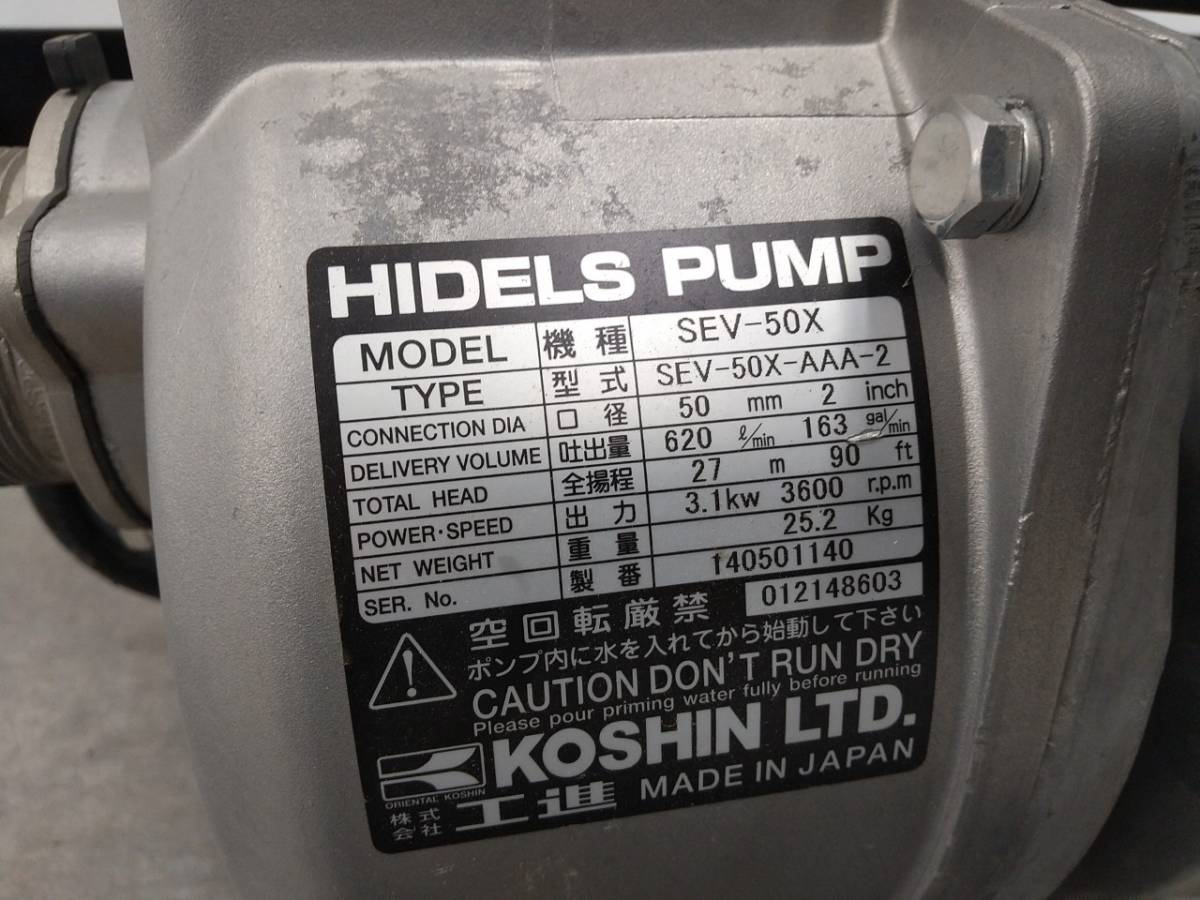 HIDELS PUMP
MODEL 機種 SEV-50X
TYPE 型式 SEV-50X-AAA-2
CONNECTION DIA 口径 50 mm 2 inch
DELIVERY VOLUME 吐出量 620 ℓ/min 163 gal/min
TOTAL HEAD 全揚程 27 m 90 ft
POWER・SPEED 出力 3.1kw 3600 r.p.m
NET WEIGHT 重量 25.2 Kg
SER. No. 製番 140501140
012148603
空回転厳禁
ポンプ内に水を入れてから始動して下さい
CAUTION DON'T RUN DRY
Please pour priming water fully before running
KOSHIN LTD.
ORIENTAL KOSHIN
株式会社 工進 MADE IN JAPAN